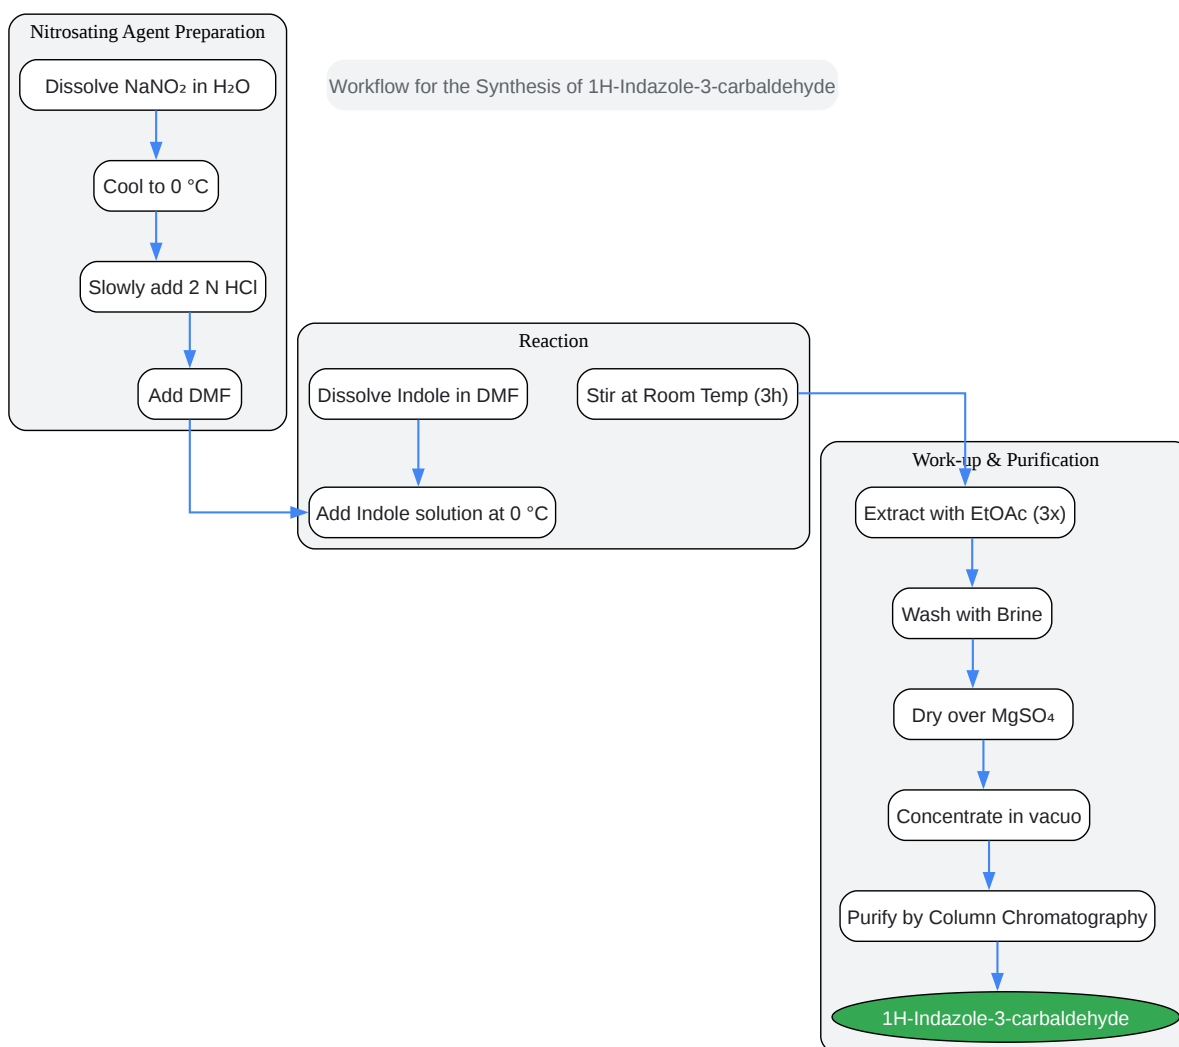 Nitrosating Agent Preparation
Dissolve NaNO₂ in H₂O
Cool to 0 °C
Slowly add 2 N HCl
Add DMF
Workflow for the Synthesis of 1H-Indazole-3-carbaldehyde
Reaction
Dissolve Indole in DMF
Stir at Room Temp (3h)
Add Indole solution at 0 °C
Work-up & Purification
Extract with EtOAc (3x)
Wash with Brine
Dry over MgSO₄
Concentrate in vacuo
Purify by Column Chromatography
1H-Indazole-3-carbaldehyde